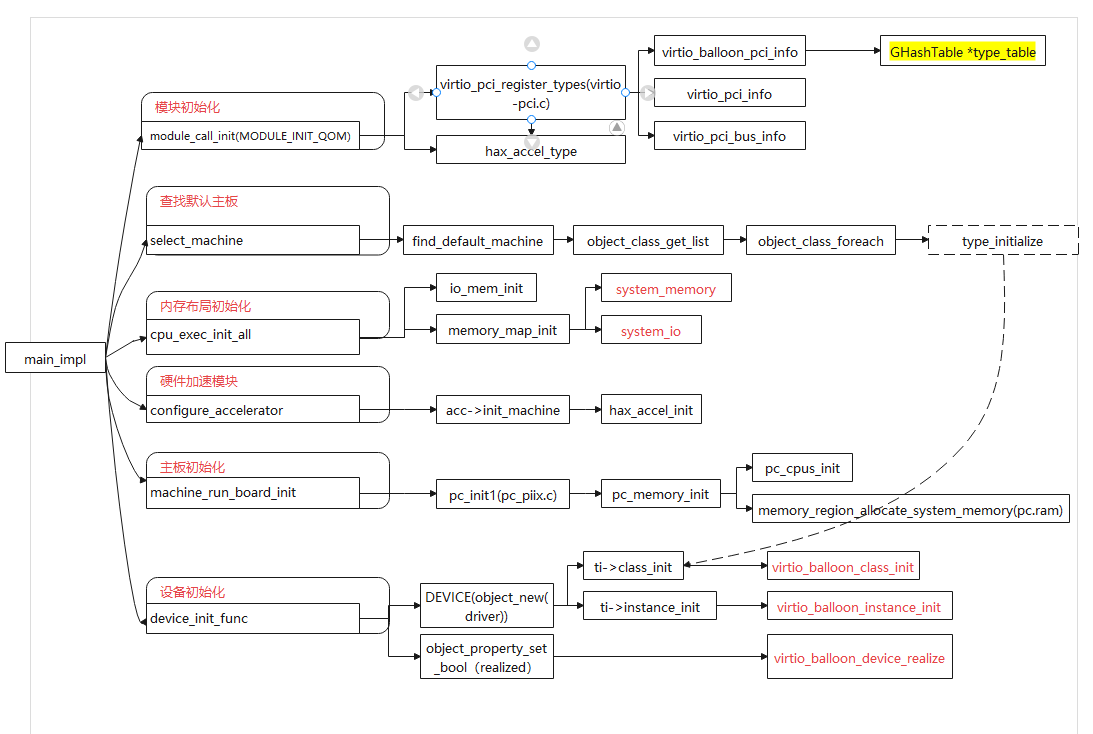 main_impl
模块初始化
module_call_init(MODULE_INIT_QOM)
virtio_pci_register_types(virtio
-pci.c)
hax_accel_type
virtio_balloon_pci_info
GHashTable *type_table
virtio_pci_info
virtio_pci_bus_info
查找默认主板
select_machine
find_default_machine
object_class_get_list
object_class_foreach
type_initialize
内存布局初始化
cpu_exec_init_all
io_mem_init
memory_map_init
system_memory
system_io
硬件加速模块
configure_accelerator
acc->init_machine
hax_accel_init
主板初始化
machine_run_board_init
pc_init1(pc_piix.c)
pc_memory_init
pc_cpus_init
memory_region_allocate_system_memory(pc.ram)
设备初始化
device_init_func
DEVICE(object_new(
driver))
ti->class_init
virtio_balloon_class_init
ti->instance_init
virtio_balloon_instance_init
object_property_set
_bool（realized）
virtio_balloon_device_realize